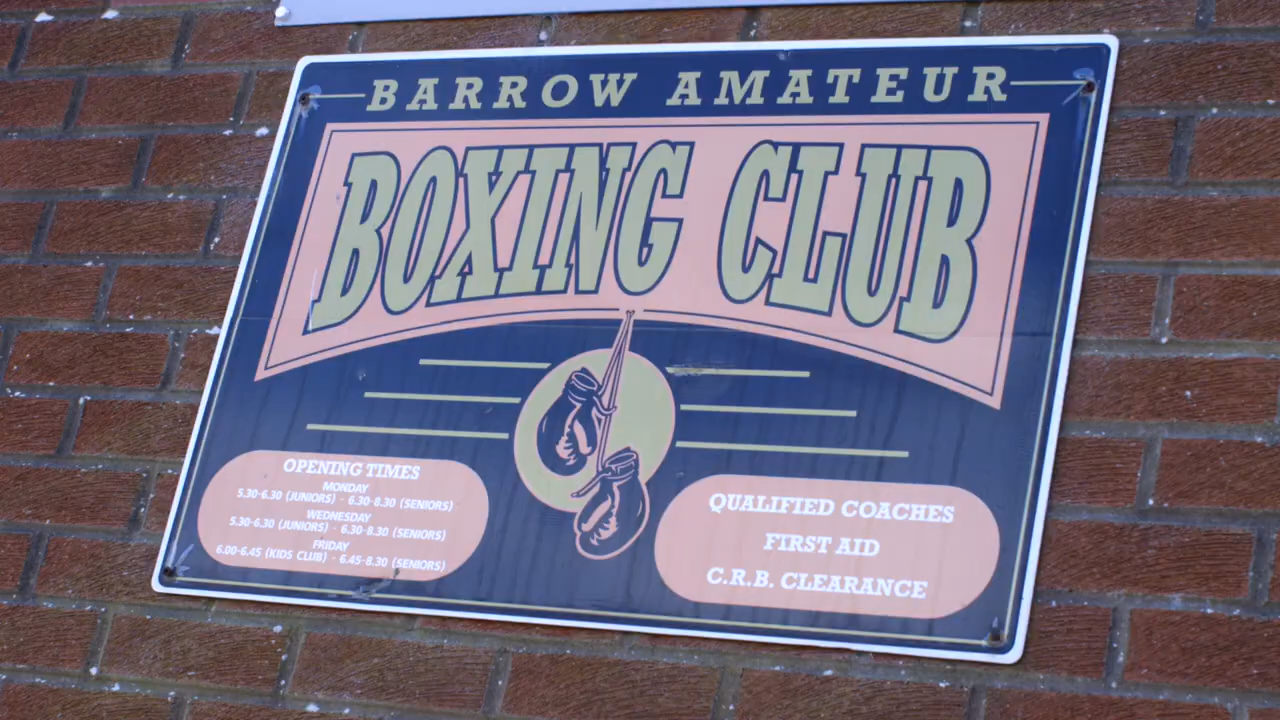 BARROW AMATEUR
BOXING CLUB
OPENING TIMES
MONDAY
5.30-6.30 (JUNIORS) - 6.30-8.30 (SENIORS)
WEDNESDAY
5.30-6.30 (JUNIORS) - 6.30-8.30 (SENIORS)
FRIDAY
6.00-6.45 (KIDS CLUB) - 6.45-8.30 (SENIORS)
QUALIFIED COACHES
FIRST AID
C.R.B. CLEARANCE